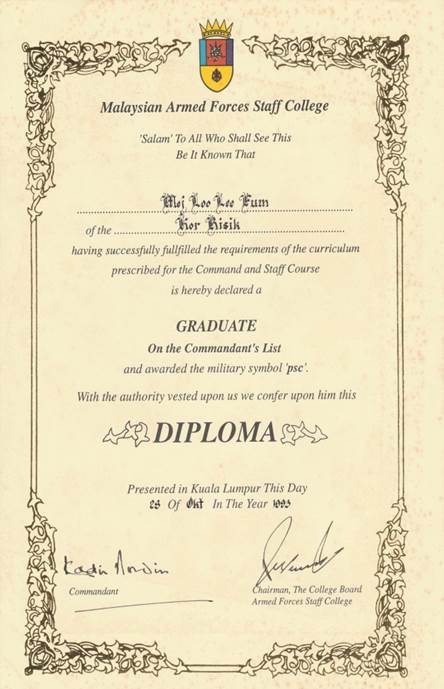 Malaysian Armed Forces Staff College
'Salam' To All Who Shall See This
Be It Known That
Mej Loo Lee Fum
of the Kor Risik
having successfully fullfilled the requirements of the curriculum
prescribed for the Command and Staff Course
is hereby declared a
GRADUATE
On the Commandant's List
and awarded the military symbol 'psc'.
With the authority vested upon us we confer upon him this
DIPLOMA
Presented in Kuala Lumpur This Day
Of Okt In The Year
Commandant
Chairman, The College Board
Armed Forces Staff College